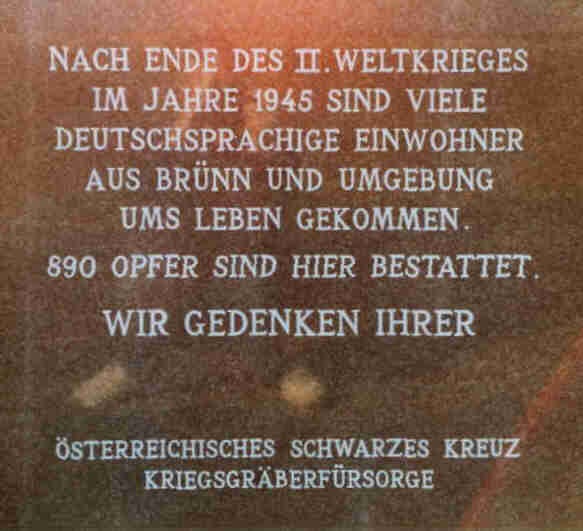 NACH ENDE DES II. WELTKRIEGES
IM JAHRE 1945 SIND VIELE
DEUTSCHSPRACHIGE EINWOHNER
AUS BRÜNN UND UMGEBUNG
UMS LEBEN GEKOMMEN.
890 OPFER SIND HIER BESTATTET.
WIR GEDENKEN IHRER
ÖSTERREICHISCHES SCHWARZES KREUZ
KRIEGSGRÄBERFÜRSORGE